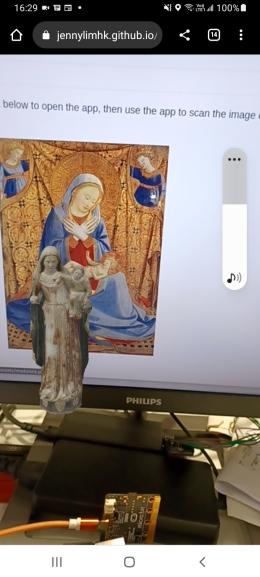 16:29
100%
jennylimhk.github.io/
14
below to open the app, then use the app to scan the image
PHILIPS